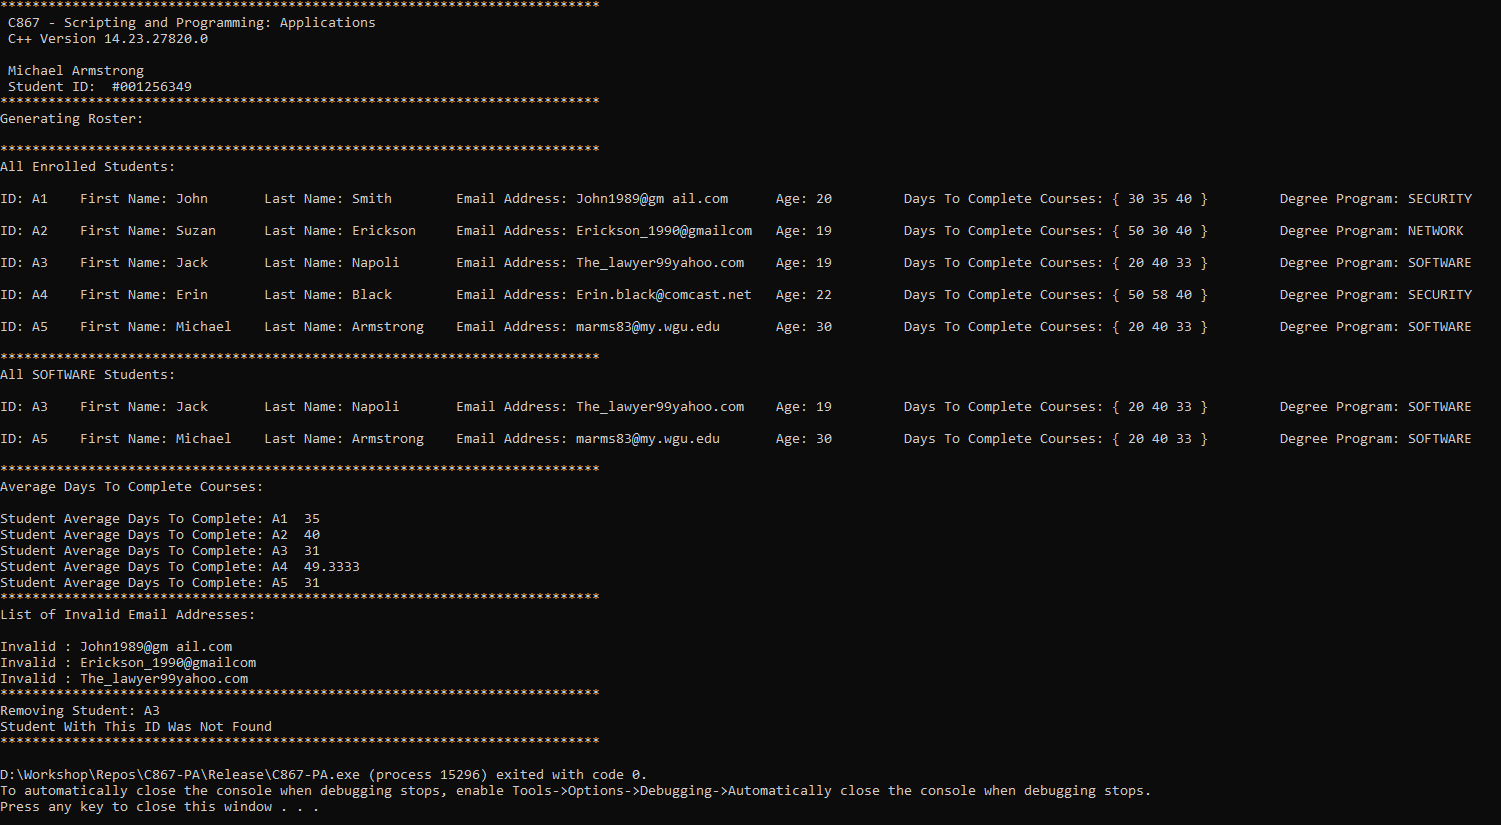 ***************************************************************************
C867 - Scripting and Programming: Applications
C++ Version 14.23.27820.0
Michael Armstrong
Student ID:  #001256349
***************************************************************************
Generating Roster:
***************************************************************************
All Enrolled Students:
ID: A1    First Name: John       Last Name: Smith        Email Address: John1989@gm ail.com      Age: 20         Days To Complete Courses: { 30 35 40 }         Degree Program: SECURITY
ID: A2    First Name: Suzan      Last Name: Erickson     Email Address: Erickson_1990@gmailcom   Age: 19         Days To Complete Courses: { 50 30 40 }         Degree Program: NETWORK
ID: A3    First Name: Jack       Last Name: Napoli       Email Address: The_lawyer99yahoo.com    Age: 19         Days To Complete Courses: { 20 40 33 }         Degree Program: SOFTWARE
ID: A4    First Name: Erin       Last Name: Black        Email Address: Erin.black@comcast.net   Age: 22         Days To Complete Courses: { 50 58 40 }         Degree Program: SECURITY
ID: A5    First Name: Michael    Last Name: Armstrong    Email Address: marms83@my.wgu.edu       Age: 30         Days To Complete Courses: { 20 40 33 }         Degree Program: SOFTWARE
***************************************************************************
All SOFTWARE Students:
ID: A3    First Name: Jack       Last Name: Napoli       Email Address: The_lawyer99yahoo.com    Age: 19         Days To Complete Courses: { 20 40 33 }         Degree Program: SOFTWARE
ID: A5    First Name: Michael    Last Name: Armstrong    Email Address: marms83@my.wgu.edu       Age: 30         Days To Complete Courses: { 20 40 33 }         Degree Program: SOFTWARE
***************************************************************************
Average Days To Complete Courses:
Student Average Days To Complete: A1  35
Student Average Days To Complete: A2  40
Student Average Days To Complete: A3  31
Student Average Days To Complete: A4  49.3333
Student Average Days To Complete: A5  31
***************************************************************************
List of Invalid Email Addresses:
Invalid : John1989@gm ail.com
Invalid : Erickson_1990@gmailcom
Invalid : The_lawyer99yahoo.com
***************************************************************************
Removing Student: A3
Student With This ID Was Not Found
***************************************************************************
D:\Workshop\Repos\C867-PA\Release\C867-PA.exe (process 15296) exited with code 0.
To automatically close the console when debugging stops, enable Tools->Options->Debugging->Automatically close the console when debugging stops.
Press any key to close this window . . .